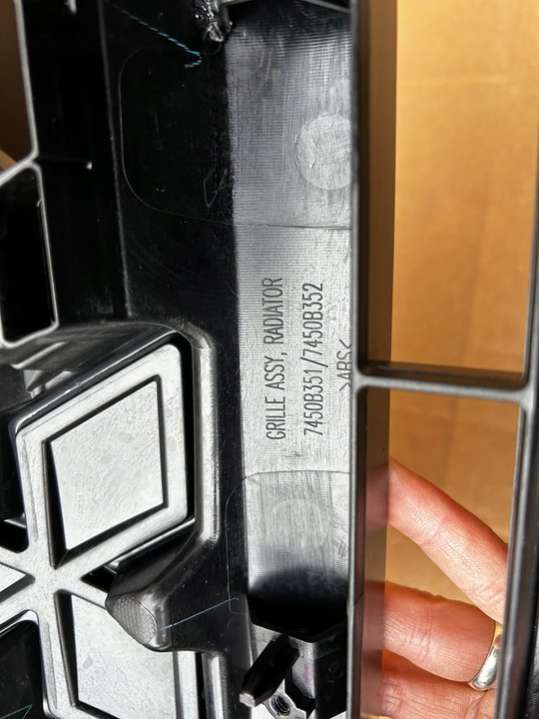 GRILLE ASSY, RADIATOR
7450B351/7450B352
>ABS<